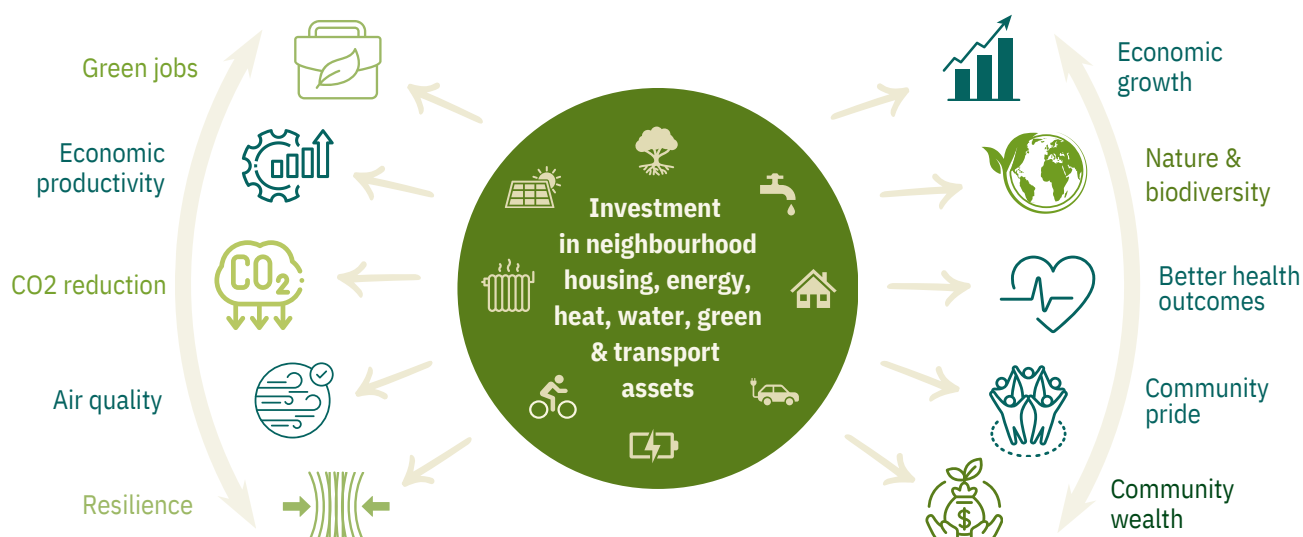 Green jobs
Economic
productivity
CO2 reduction
CO2
Air quality
Resilience
Investment
in neighbourhood
housing, energy,
heat, water, green
& transport
assets
Economic
growth
Nature &
biodiversity
Better health
outcomes
Community
pride
Community
wealth
$